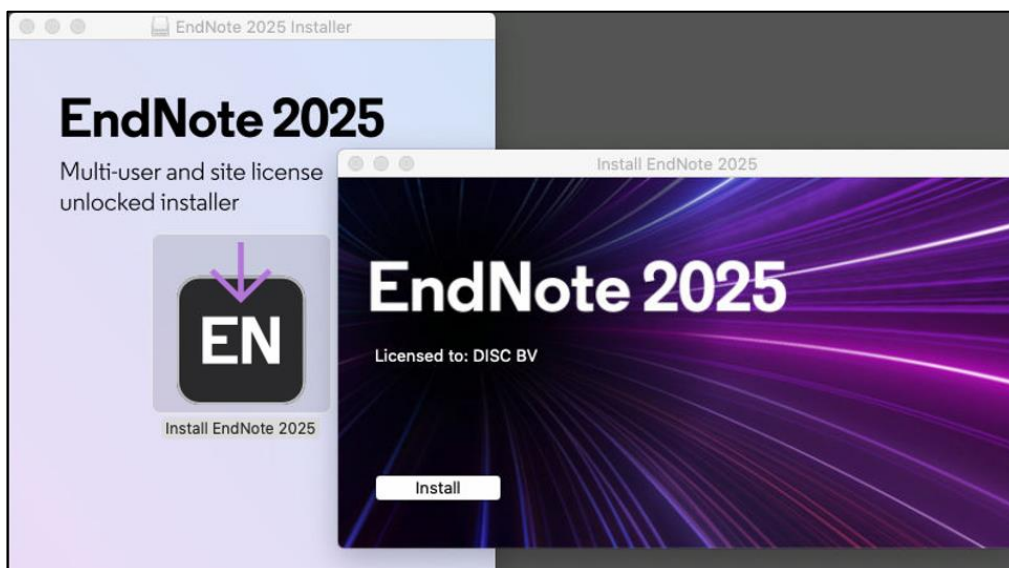 EndNote 2025 Installer
EndNote 2025
Multi-user and site license
unlocked installer
EN
Install EndNote 2025
Install EndNote 2025
EndNote 2025
Licensed to: DISC BV
Install